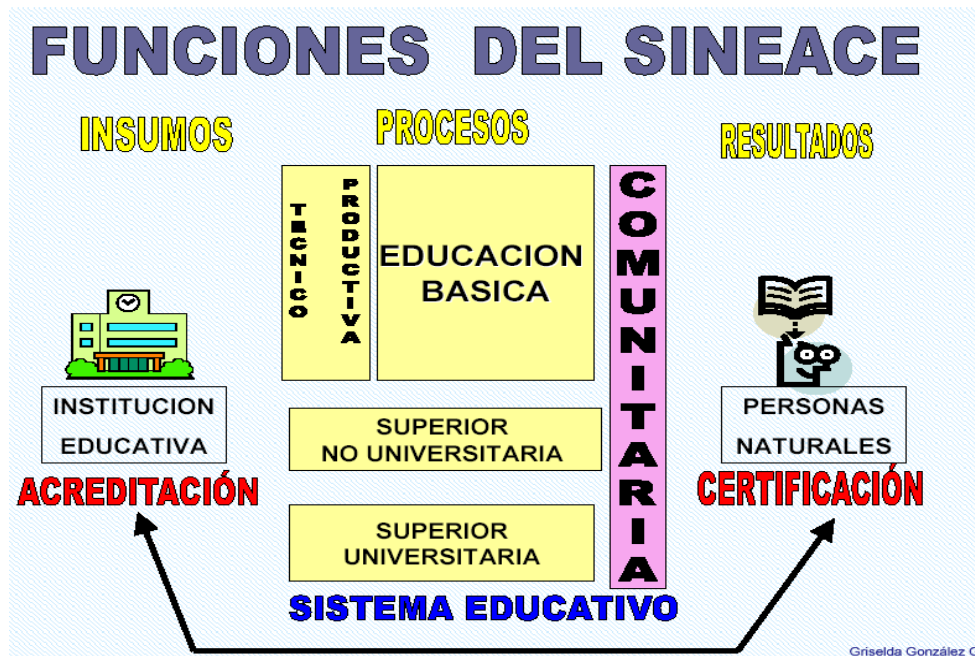 FUNCIONES DEL SINEACE
INSUMOS
PROCESOS
RESULTADOS
TECNICO
PRODUCTIVA
EDUCACION
BASICA
COMUNITARIA
INSTITUCION
EDUCATIVA
ACREDITACIÓN
SUPERIOR
NO UNIVERSITARIA
SUPERIOR
UNIVERSITARIA
PERSONAS
NATURALES
CERTIFICACIÓN
SISTEMA EDUCATIVO
Griselda González